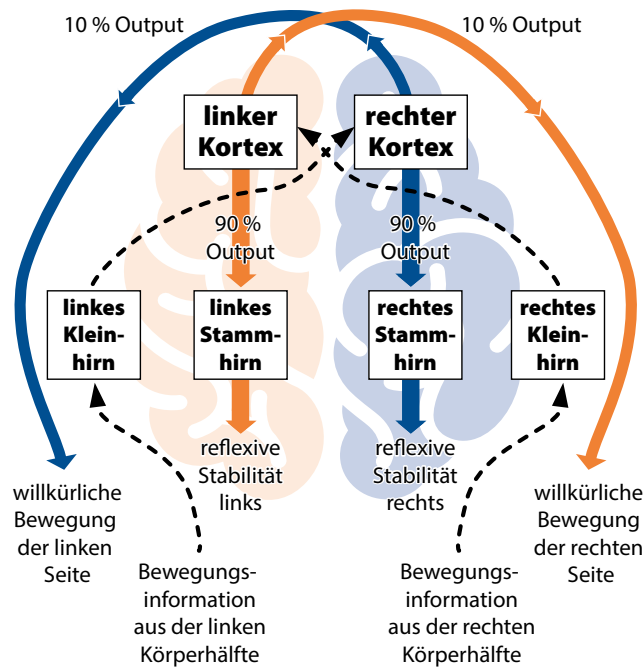 10 % Output
10 % Output
linker
Kortex
rechter
Kortex
90 %
Output
90 %
Output
linkes
Klein-
hirn
linkes
Stamm-
hirn
rechtes
Stamm-
hirn
rechtes
Klein-
hirn
reflexive
Stabilität
links
reflexive
Stabilität
rechts
willkürliche
Bewegung
der linken
Seite
willkürliche
Bewegung
der rechten
Seite
Bewegungs-
information
aus der linken
Körperhälfte
Bewegungs-
information
aus der rechten
Körperhälfte